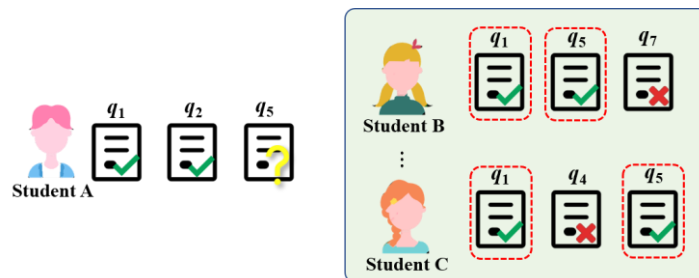 q1 q2 q5
?
Student A
q1 q5 q7
Student B
⋮
q1 q4 q5
Student C